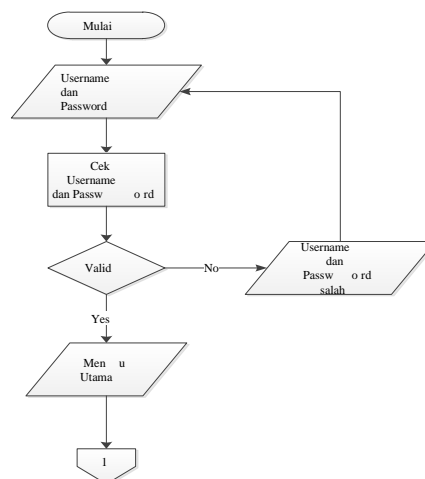 Mulai
Username
dan
Password
Cek
Username
dan Passw o rd
Valid
No
Username
dan
Passw o rd
salah
Yes
Men u
Utama
1